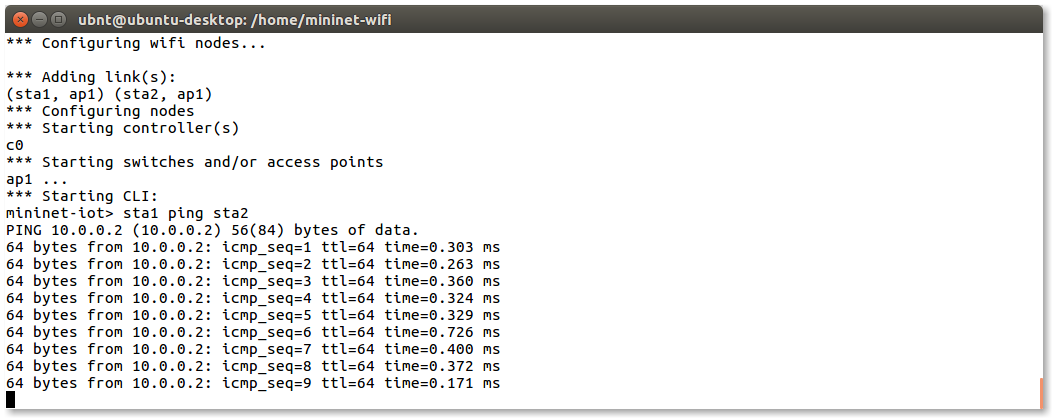 ubnt@ubuntu-desktop: /home/mininet-wifi
*** Configuring wifi nodes...
*** Adding link(s):
(sta1, ap1) (sta2, ap1)
*** Configuring nodes
*** Starting controller(s)
c0
*** Starting switches and/or access points
ap1 ...
*** Starting CLI:
mininet-iot> sta1 ping sta2
PING 10.0.0.2 (10.0.0.2) 56(84) bytes of data.
64 bytes from 10.0.0.2: icmp_seq=1 ttl=64 time=0.303 ms
64 bytes from 10.0.0.2: icmp_seq=2 ttl=64 time=0.263 ms
64 bytes from 10.0.0.2: icmp_seq=3 ttl=64 time=0.360 ms
64 bytes from 10.0.0.2: icmp_seq=4 ttl=64 time=0.324 ms
64 bytes from 10.0.0.2: icmp_seq=5 ttl=64 time=0.329 ms
64 bytes from 10.0.0.2: icmp_seq=6 ttl=64 time=0.726 ms
64 bytes from 10.0.0.2: icmp_seq=7 ttl=64 time=0.400 ms
64 bytes from 10.0.0.2: icmp_seq=8 ttl=64 time=0.372 ms
64 bytes from 10.0.0.2: icmp_seq=9 ttl=64 time=0.171 ms